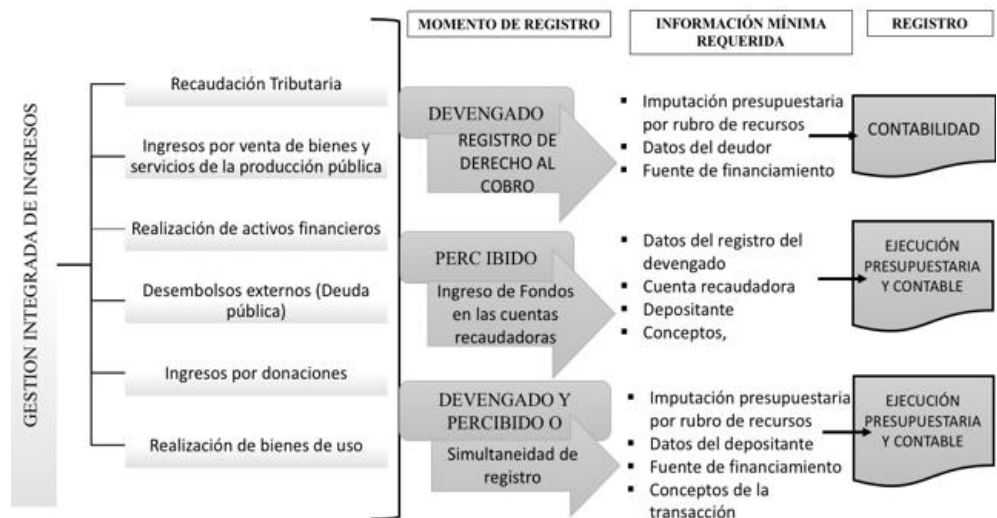 GESTION INTEGRADA DE INGRESOS
Recaudación Tributaria
Ingresos por venta de bienes y
servicios de la producción pública
Realización de activos financieros
Desembolsos externos (Deuda
pública)
Ingresos por donaciones
Realización de bienes de uso
MOMENTO DE REGISTRO
INFORMACIÓN MÍNIMA
REQUERIDA
REGISTRO
DEVENGADO
REGISTRO DE
DERECHO AL
COBRO
▪ Imputación presupuestaria
por rubro de recursos
▪ Datos del deudor
▪ Fuente de financiamiento
CONTABILIDAD
PERC IBIDO
Ingreso de Fondos
en las cuentas
recaudadoras
▪ Datos del registro del
devengado
▪ Cuenta recaudadora
▪ Depositante
▪ Conceptos,
EJECUCIÓN
PRESUPUESTARIA
Y CONTABLE
DEVENGADO Y
PERCIBIDO O
Simultaneidad de
registro
▪ Imputación presupuestaria
por rubro de recursos
▪ Datos del depositante
▪ Fuente de financiamiento
▪ Conceptos de la
transacción
EJECUCIÓN
PRESUPUESTARIA
Y CONTABLE